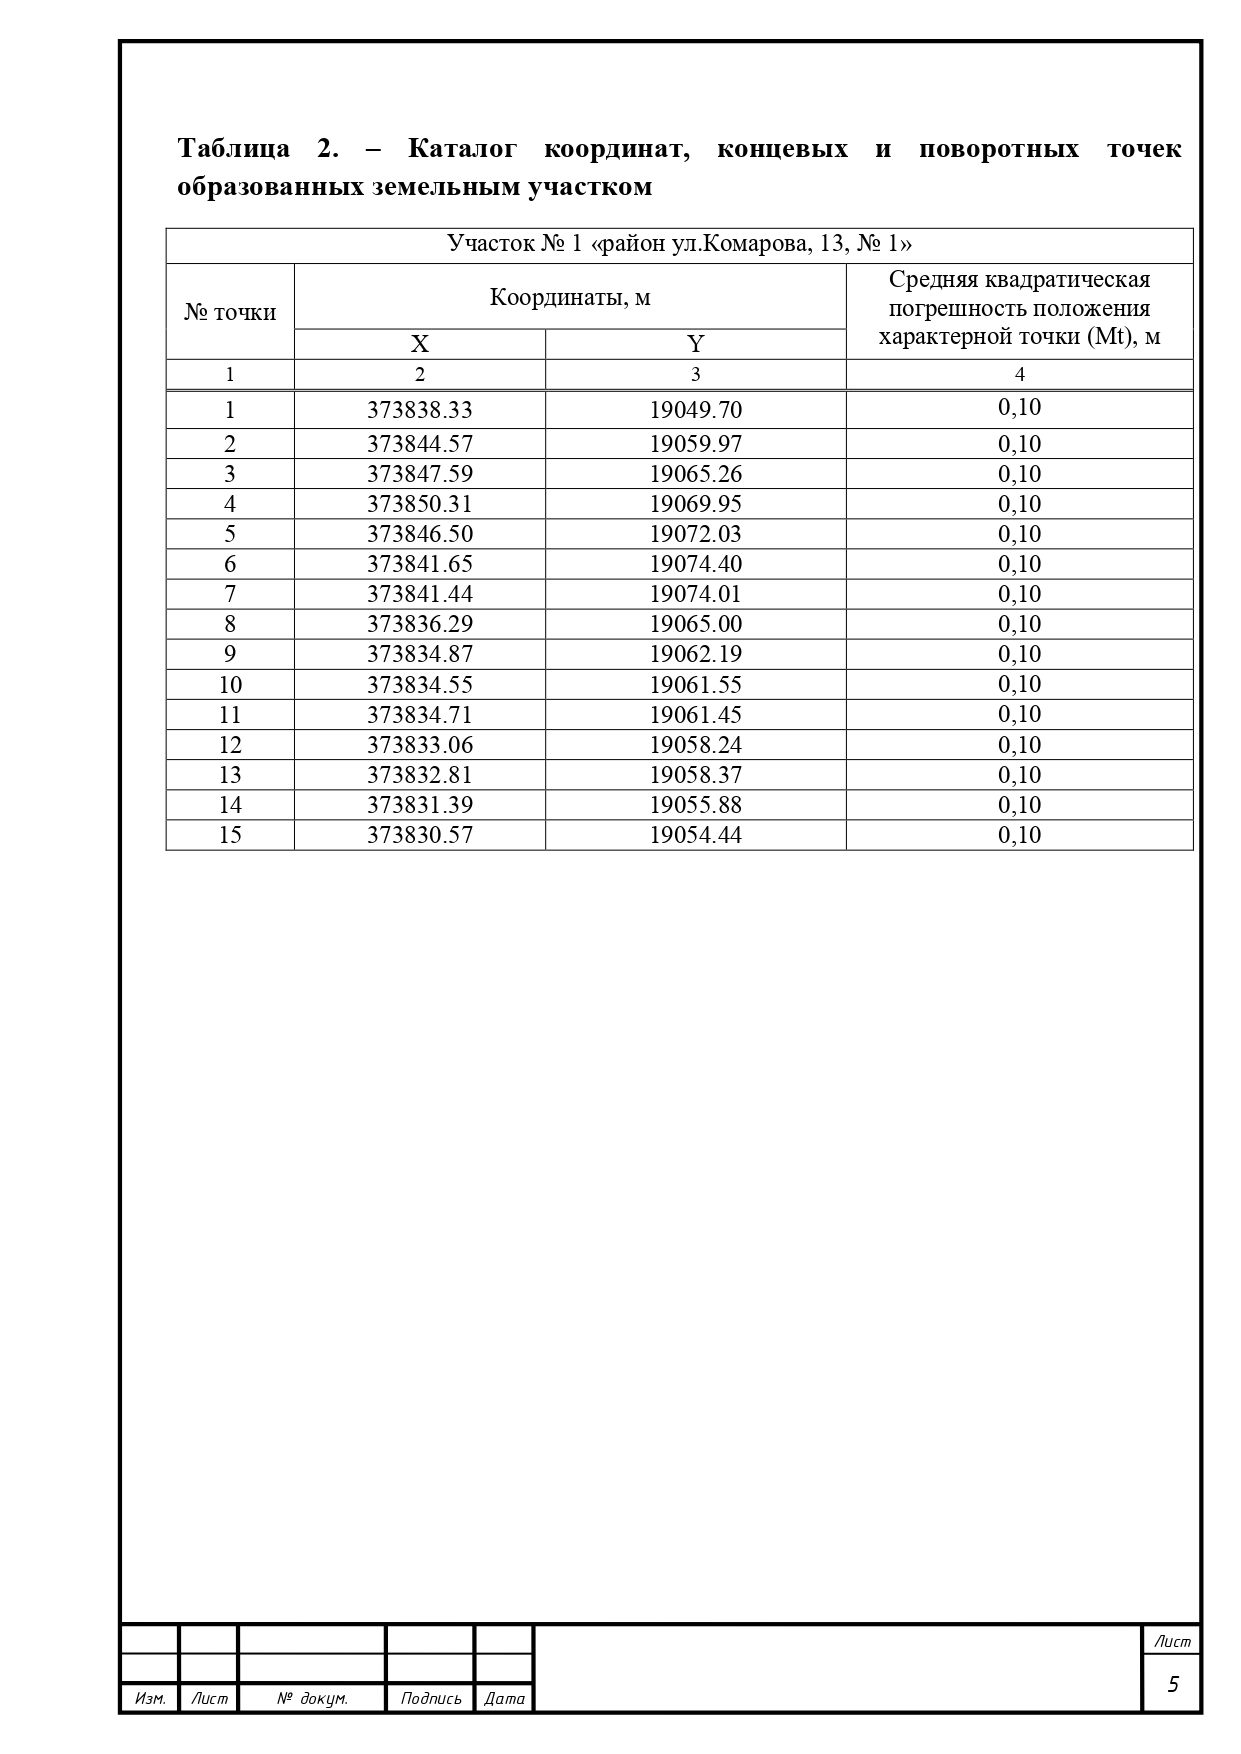 Таблица 2. – Каталог координат, концевых и поворотных точек
образованных земельным участком
Участок № 1 «район ул.Комарова, 13, № 1»
№ точки Координаты, м Средняя квадратическая
погрешность положения
характерной точки (Mt), м
X Y
1 2 3 4
1 373838.33 19049.70 0,10
2 373844.57 19059.97 0,10
3 373847.59 19065.26 0,10
4 373850.31 19069.95 0,10
5 373846.50 19072.03 0,10
6 373841.65 19074.40 0,10
7 373841.44 19074.01 0,10
8 373836.29 19065.00 0,10
9 373834.87 19062.19 0,10
10 373834.55 19061.55 0,10
11 373834.71 19061.45 0,10
12 373833.06 19058.24 0,10
13 373832.81 19058.37 0,10
14 373831.39 19055.88 0,10
15 373830.57 19054.44 0,10
Лист
5
Изм. Лист № докум. Подпись Дата